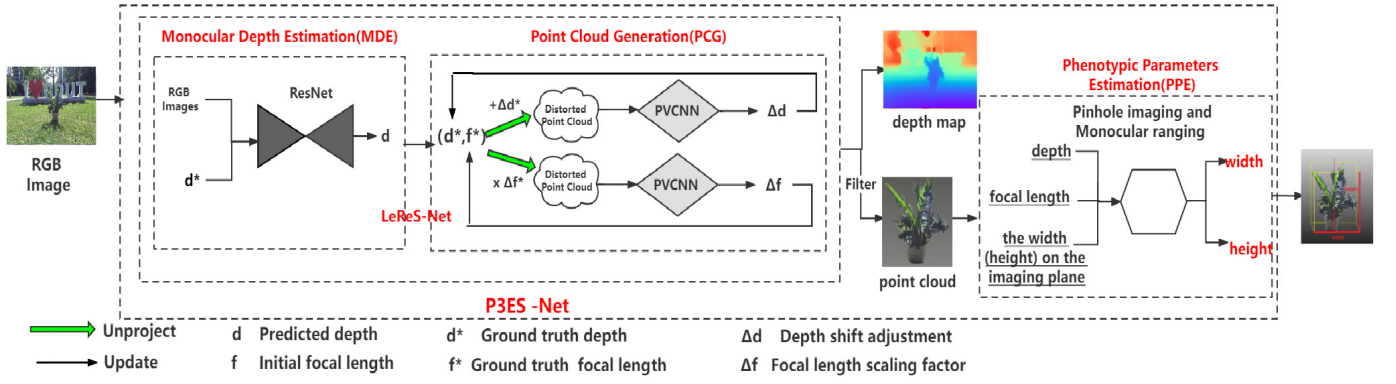 Monocular Depth Estimation(MDE)
Point Cloud Generation(PCG)
RGB
Images
ResNet
d*
d
(d*,f*)
+Δd*
Distorted
Point Cloud
PVCNN
Δd
x Δf*
Distorted
Point Cloud
PVCNN
Δf
LeReS-Net
RGB
Image
depth map
Filter
point cloud
Phenotypic Parameters
Estimation(PPE)
Pinhole imaging and
Monocular ranging
depth
focal length
the width
(height) on the
imaging plane
width
height
P3ES -Net
Unproject
d Predicted depth
d* Ground truth depth
Δd Depth shift adjustment
Update
f Initial focal length
f* Ground truth focal length
Δf Focal length scaling factor